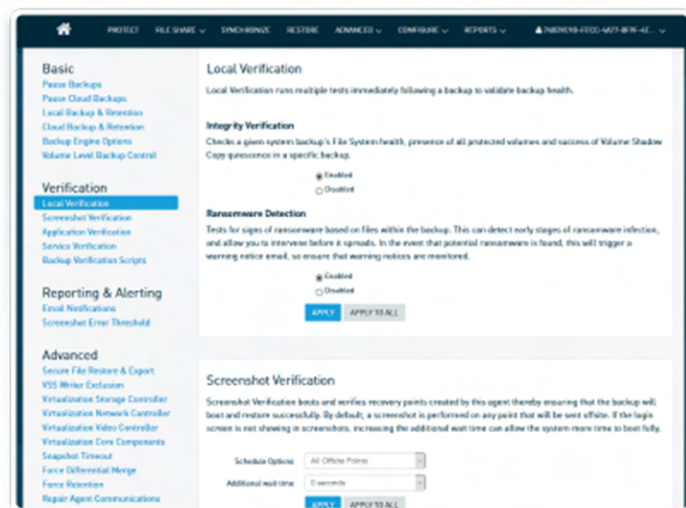 PROTECT FILE SHARE SYNCHRONIZE RESTORE ADVANCED CONFIGURE REPORTS
Basic
Pause Backups
Pause Cloud Backups
Local Backup & Retention
Cloud Backup & Retention
Backup Engine Options
Volume Level Backup Control
Verification
Local Verification
Screenshot Verification
Application Verification
Service Verification
Backup Verification Scripts
Reporting & Alerting
Email Notifications
Screenshot Error Threshold
Advanced
Secure File Restore & Export
VSS Writer Exclusion
Virtualization Storage Controller
Virtualization Network Controller
Virtualization Video Controller
Virtualization Core Components
Snapshot Timeout
Force Differential Merge
Force Retention
Repair Agent Communications
Local Verification
Local Verification runs multiple tests immediately following a backup to validate backup health.
Integrity Verification
Checks a given system backup's File System health, presence of all protected volumes and success of Volume Shadow
Copy quiescence in a specific backup.
Enabled
Disabled
Ransomware Detection
Tests for signs of ransomware based on files within the backup. This can detect early stages of ransomware infection,
and allow you to intervene before it spreads. In the event that potential ransomware is found, this will trigger a
warning notice email, so ensure that warning notices are monitored.
Enabled
Disabled
APPLY APPLY TO ALL
Screenshot Verification
Screenshot Verification boots and verifies recovery points created by this agent thereby ensuring that the backup will
boot and restore successfully. By default, a screenshot is performed on any point that will be sent offsite. If the login
screen is not showing in screenshots, increasing the additional wait time can allow the system more time to boot fully.
Schedule Options All Offsite Points
Additional wait time 0 seconds
APPLY APPLY TO ALL